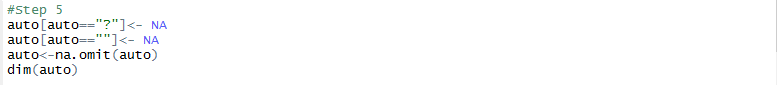 #Step 5
auto[auto=="?"]<- NA
auto[auto==""]<- NA
auto<-na.omit(auto)
dim(auto)